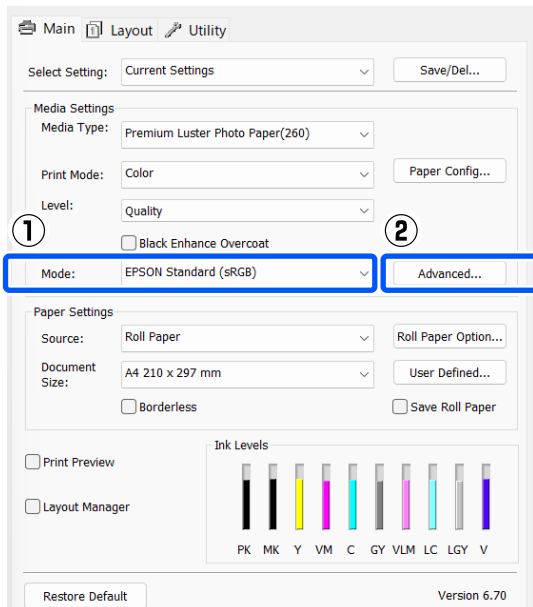 Main Layout Utility
Select Setting: Current Settings Save/Del...
Media Settings
Media Type: Premium Luster Photo Paper(260)
Print Mode: Color Paper Config...
Level: Quality
① ②
Black Enhance Overcoat
Mode: EPSON Standard (sRGB) Advanced...
Paper Settings
Source: Roll Paper Roll Paper Option...
Document
Size: A4 210 x 297 mm User Defined...
Borderless Save Roll Paper
Ink Levels
Print Preview
Layout Manager
PK MK Y VM C GY VLM LC LGY V
Restore Default Version 6.70